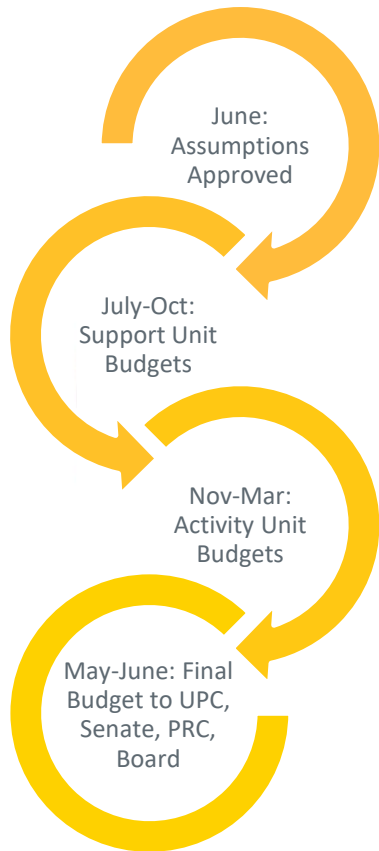 June:
Assumptions
Approved
July-Oct:
Support Unit
Budgets
Nov-Mar:
Activity Unit
Budgets
May-June: Final
Budget to UPC,
Senate, PRC,
Board